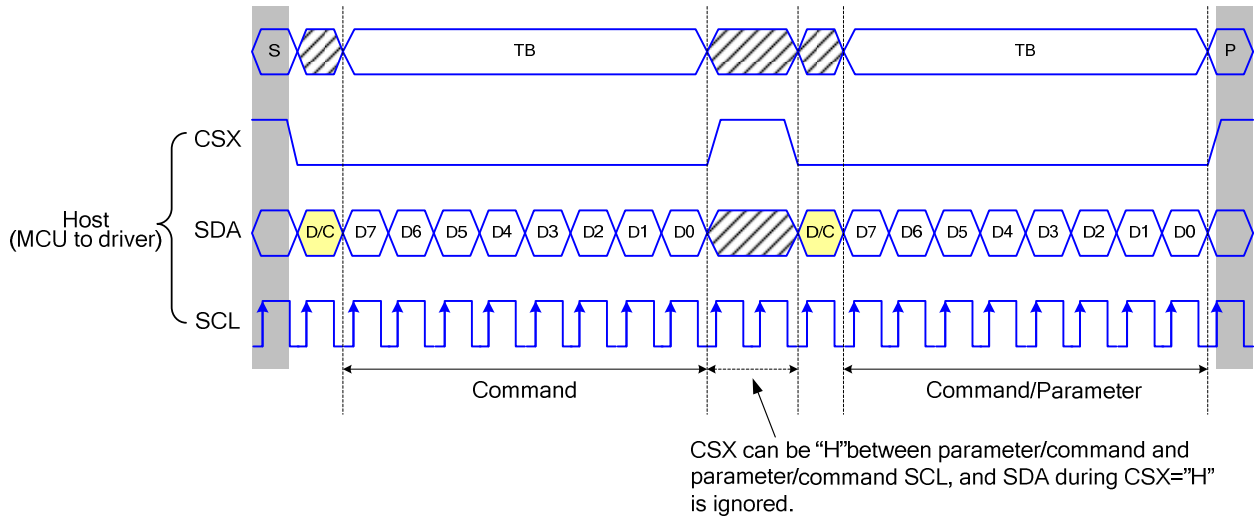 S TB TB P
CSX
Host
(MCU to driver)
SDA D/C D7 D6 D5 D4 D3 D2 D1 D0 D/C D7 D6 D5 D4 D3 D2 D1 D0
SCL
Command Command/Parameter
CSX can be “H”between parameter/command and
parameter/command SCL, and SDA during CSX=”H”
is ignored.